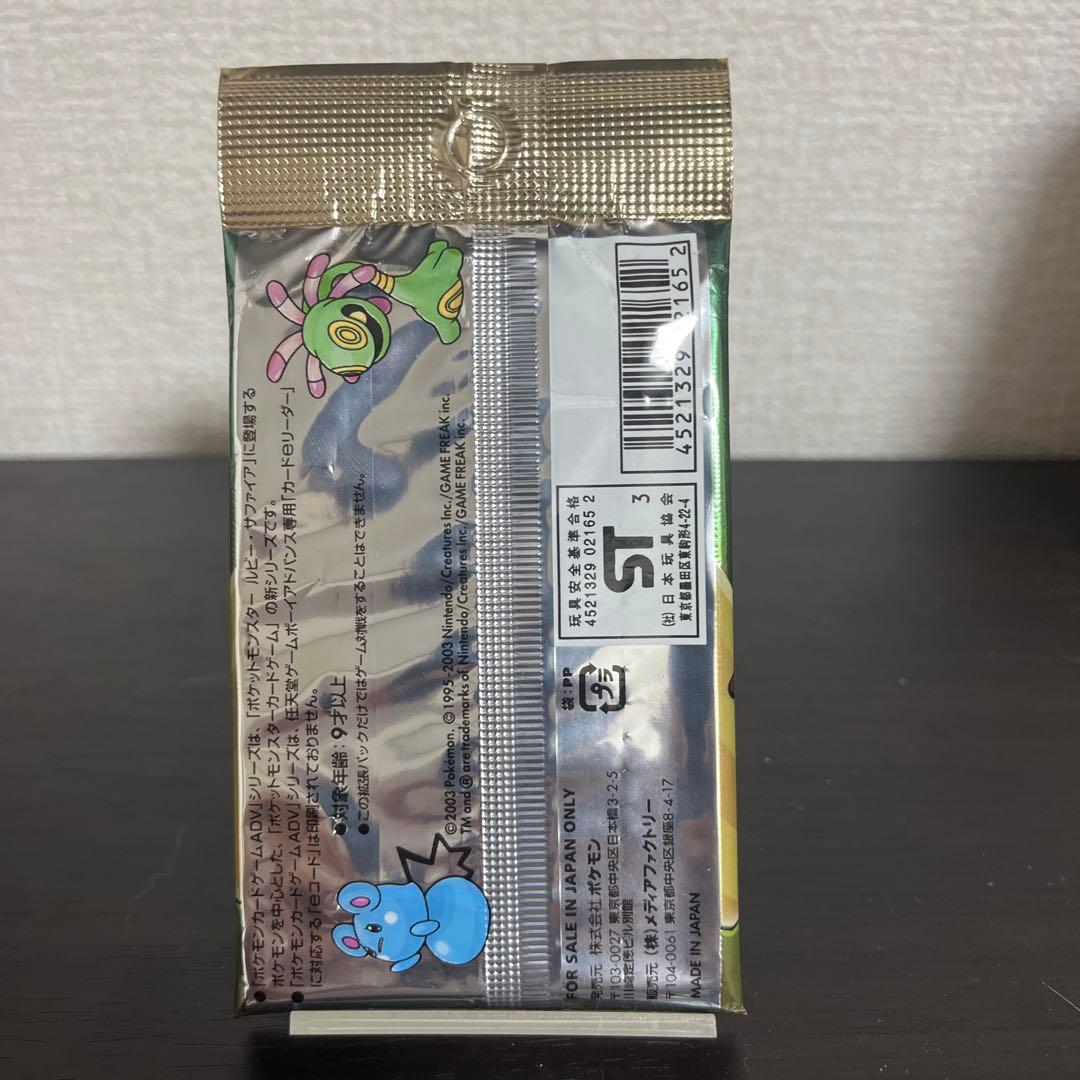 ●「ポケモンカードゲームADV」シリーズは、「ポケットモンスター ルビー・サファイア」に登場する
ポケモンを中心とした、「ポケットモンスターカードゲーム」の新シリーズです。
●「ポケモンカードゲームADV」シリーズは、任天堂ゲームボーイアドバンス専用「カードeリーダー」
に対応する「eコード」は印刷されておりません。
●対象年齢：9才以上
●この拡張パックだけではゲーム対戦をすることはできません。
©2003 Pokémon. ©1995-2003 Nintendo/Creatures Inc./GAME FREAK inc.
TM and ® are trademarks of Nintendo/Creatures Inc./GAME FREAK inc.
4521329 02165 2
玩具安全基準合格
4521329 02165 2
ST
3
(社)日本玩具協会
東京都墨田区東駒形4-22-4
袋：PP
プラ
FOR SALE IN JAPAN ONLY
発売元 株式会社ポケモン
〒103-0027 東京都中央区日本橋3-2-5
川崎定徳ビル別館
販売元 (株)メディアファクトリー
〒104-0061 東京都中央区銀座8-4-17
MADE IN JAPAN